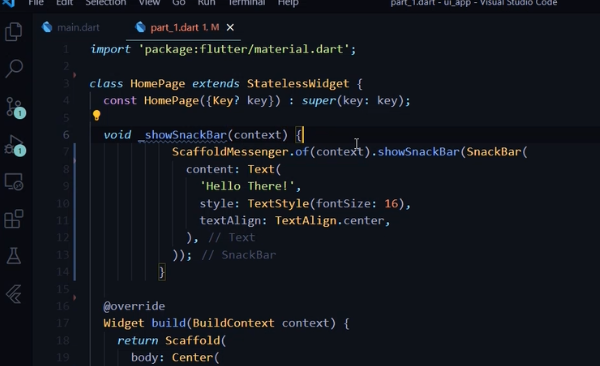 File Edit Selection View Go Run Terminal Help part_1.dart - ui_app - Visual Studio Code
main.dart part_1.dart 1, M ×
1 import 'package:flutter/material.dart';
2
3 class HomePage extends StatelessWidget {
4 const HomePage({Key? key}) : super(key: key);
5
6 void _showSnackBar(context) {
7 ScaffoldMessenger.of(context).showSnackBar(SnackBar(
8 content: Text(
9 'Hello There!',
10 style: TextStyle(fontSize: 16),
11 textAlign: TextAlign.center,
12 ), // Text
13 )); // SnackBar
14 }
15
16 @override
17 Widget build(BuildContext context) {
18 return Scaffold(
19 body: Center(
1
1